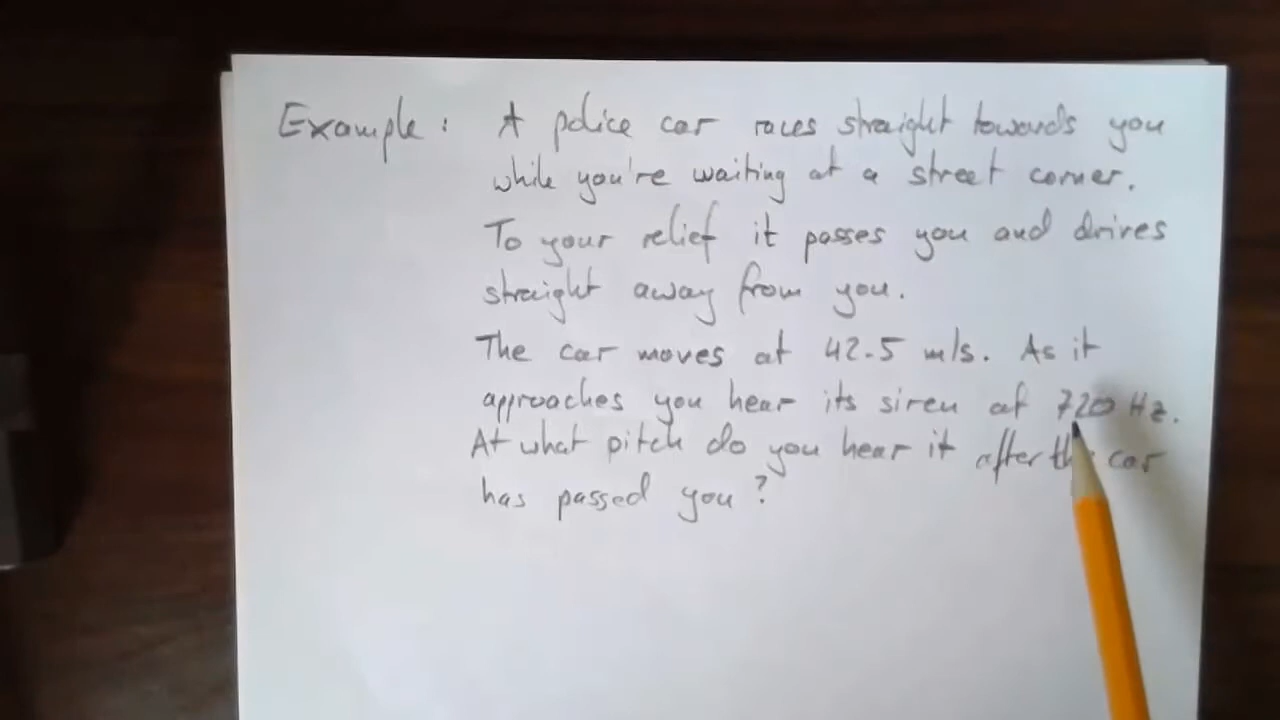 Example: A police car races straight towards you
while you're waiting at a street corner.
To your relief it passes you and drives
straight away from you.
The car moves at 42.5 m/s. As it
approaches you hear its siren at 720 Hz.
At what pitch do you hear it after the car
has passed you?